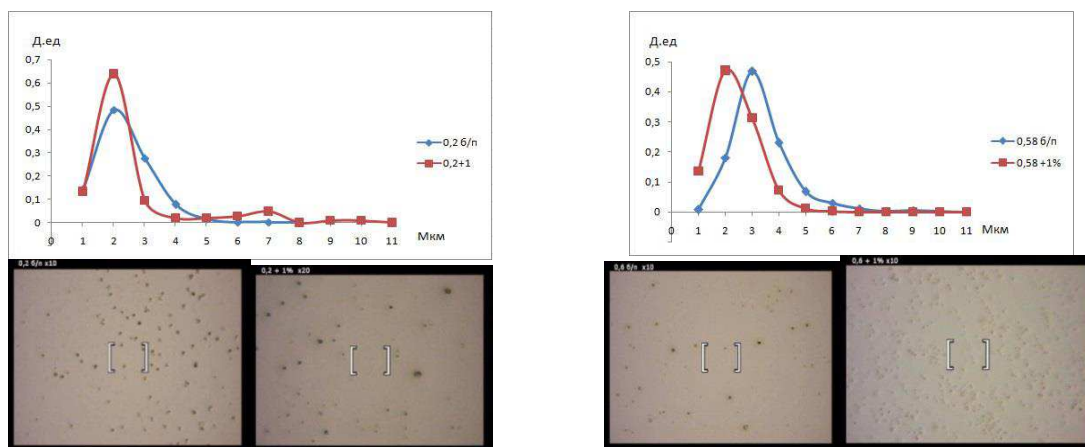 Д.ед
0,7
0,6
0,5
0,4
0,3
0,2
0,1
0
0 1 2 3 4 5 6 7 8 9 10 11
Мкм
0,2 б/п
0,2+1
0,2 б/п x10
0,2 + 1% x20
Д.ед
0,5
0,4
0,3
0,2
0,1
0
0 1 2 3 4 5 6 7 8 9 10 11
Мкм
0,58 б/п
0,58 +1%
0,6 б/п x10
0,6 + 1% x10